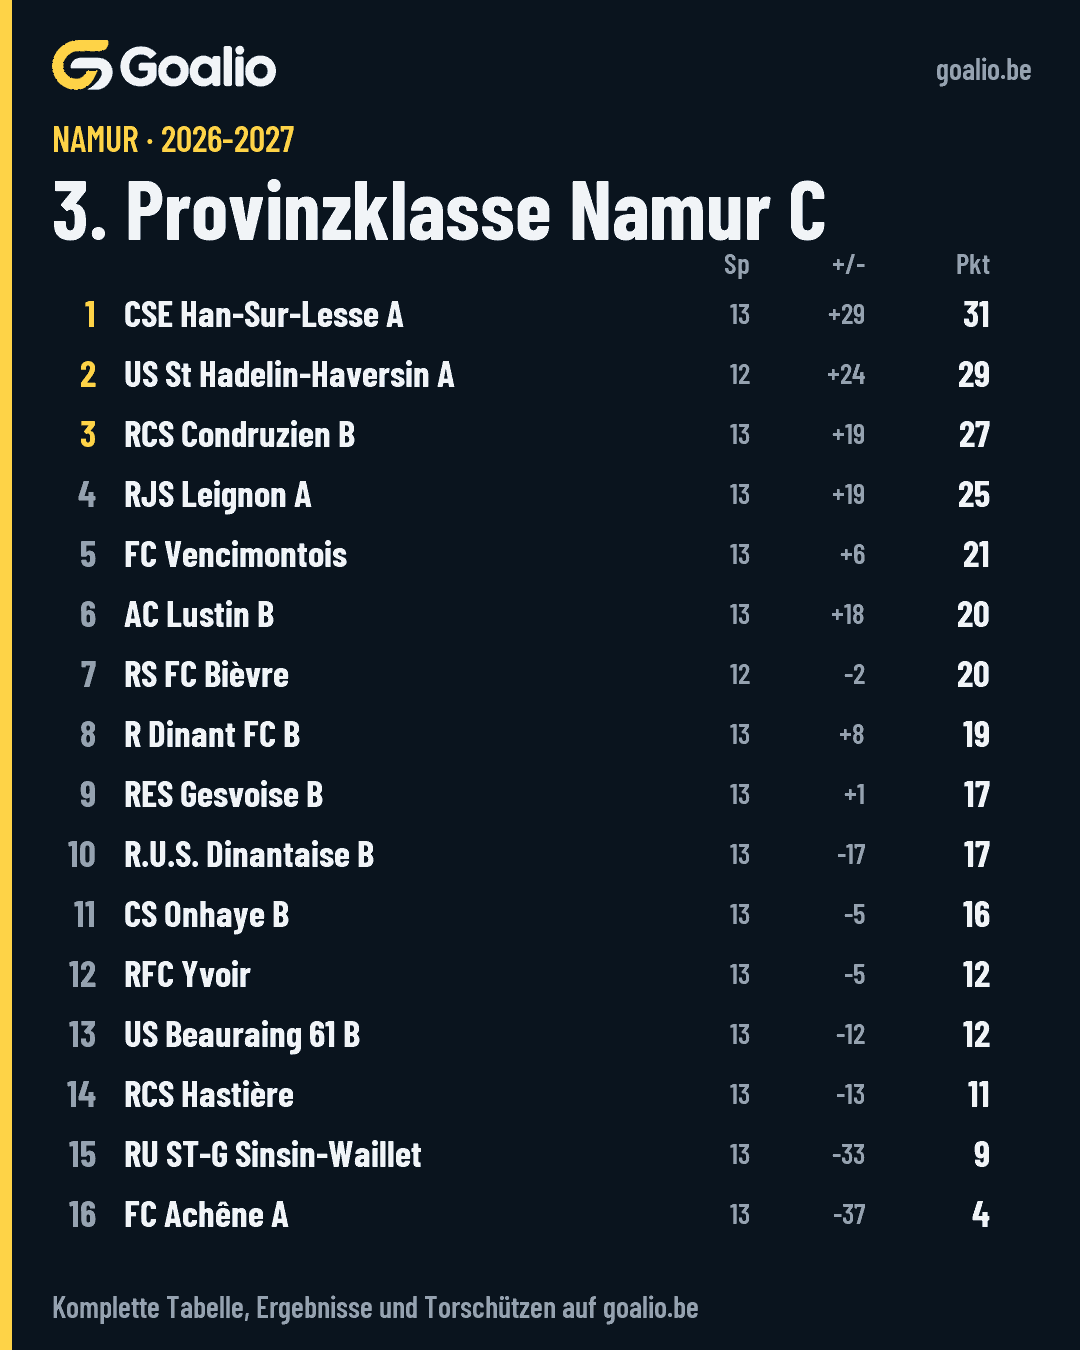 Goalio
goalio.be
NAMUR · 2026-2027
3. Provinzklasse Namur C
Sp +/- Pkt
1 CSE Han-Sur-Lesse A 13 +29 31
2 US St Hadelin-Haversin A 12 +24 29
3 RCS Condruzien B 13 +19 27
4 RJS Leignon A 13 +19 25
5 FC Vencimontois 13 +6 21
6 AC Lustin B 13 +18 20
7 RS FC Bièvre 12 -2 20
8 R Dinant FC B 13 +8 19
9 RES Gesvoise B 13 +1 17
10 R.U.S. Dinantaise B 13 -17 17
11 CS Onhaye B 13 -5 16
12 RFC Yvoir 13 -5 12
13 US Beauraing 61 B 13 -12 12
14 RCS Hastière 13 -13 11
15 RU ST-G Sinsin-Waillet 13 -33 9
16 FC Achêne A 13 -37 4
Komplette Tabelle, Ergebnisse und Torschützen auf goalio.be